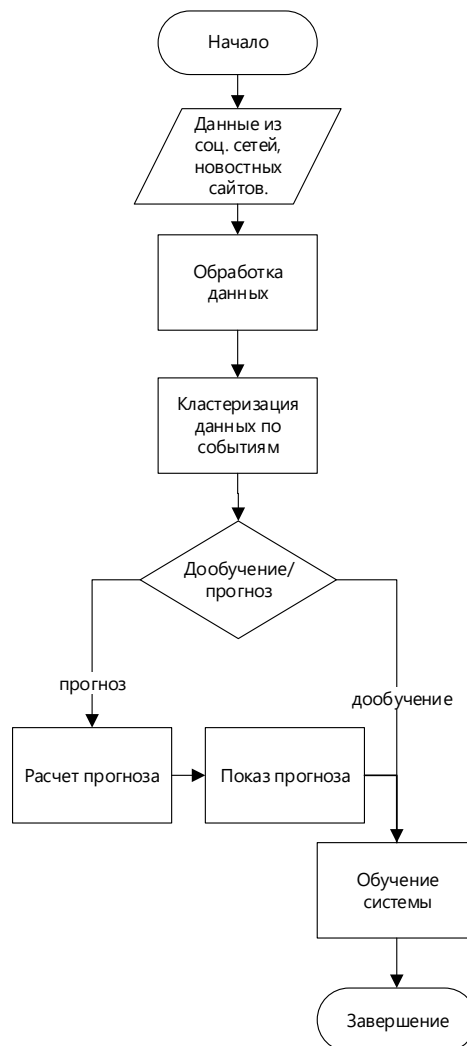 Начало
Данные из
соц. сетей,
новостных
сайтов.
Обработка
данных
Кластеризация
данных по
событиям
Дообучение/
прогноз
прогноз
дообучение
Расчет прогноза
Показ прогноза
Обучение
системы
Завершение